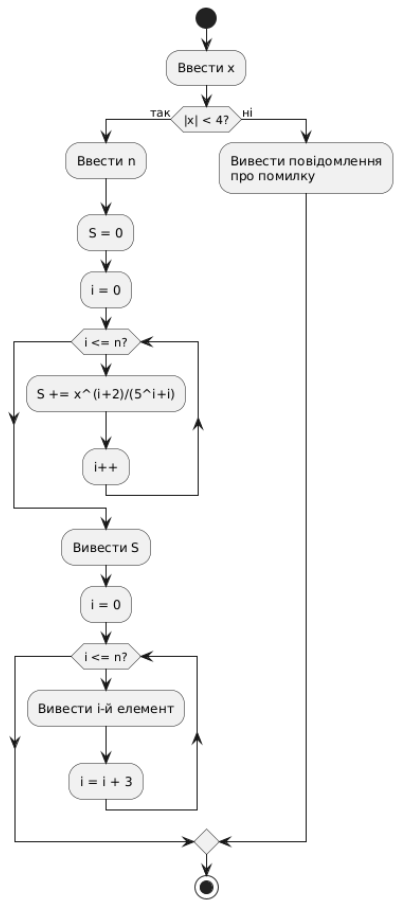 Ввести x
так
|x| < 4?
ні
Ввести n
Вивести повідомлення
про помилку
S = 0
i = 0
i <= n?
S += x^(i+2)/(5^i+i)
i++
Вивести S
i = 0
i <= n?
Вивести i-й елемент
i = i + 3